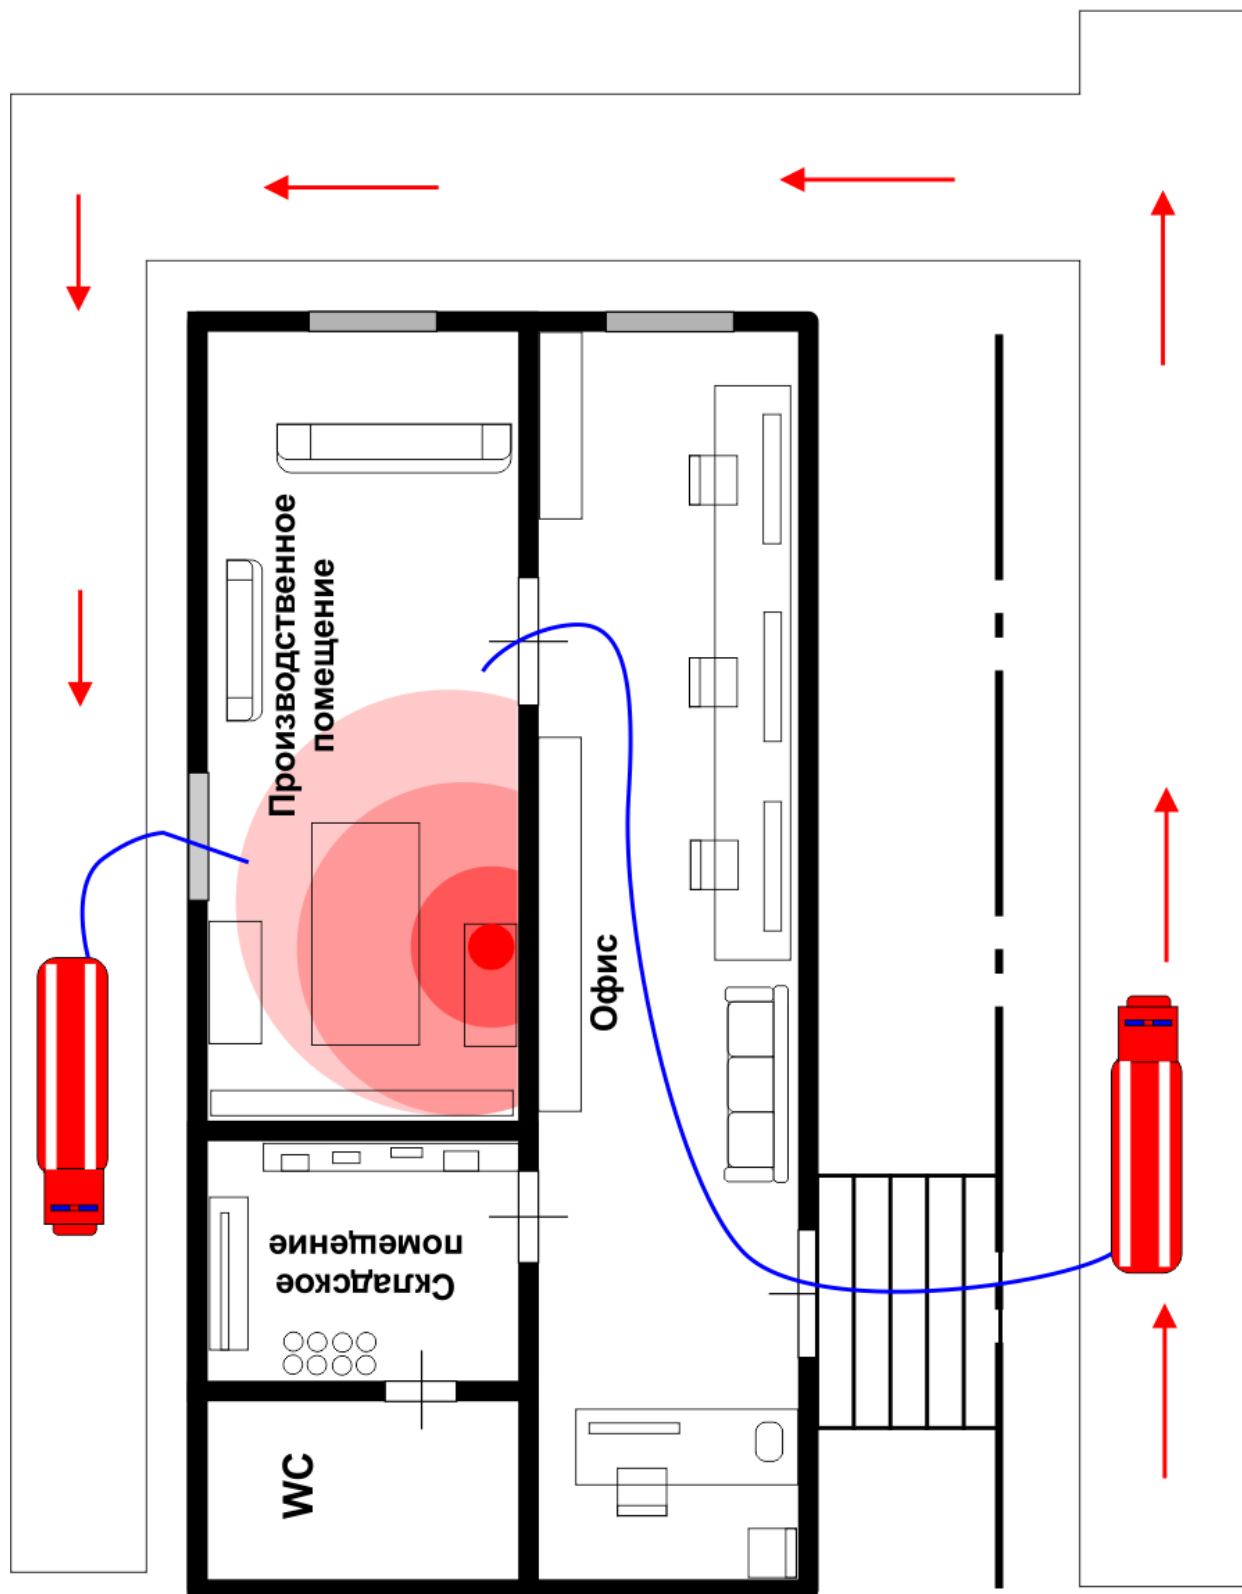 Производственное
помещение
Офис
Складское
помещение
WC